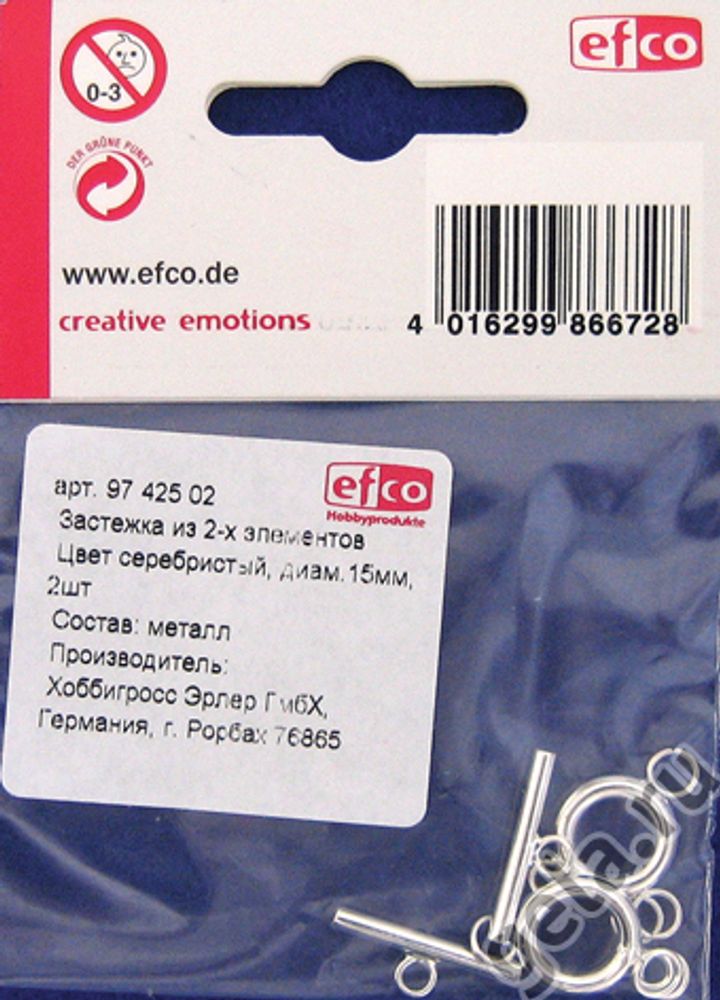 0-3
efco
DER GRÜNE PUNKT
www.efco.de
creative emotions
4 016299 866728
efco
Hobbyprodukte
арт. 97 425 02
Застежка из 2-х элементов
Цвет серебристый, диам.15мм,
2шт
Состав: металл
Производитель:
Хоббигросс Эрлер ГмбХ,
Германия, г. Рорбах 76865